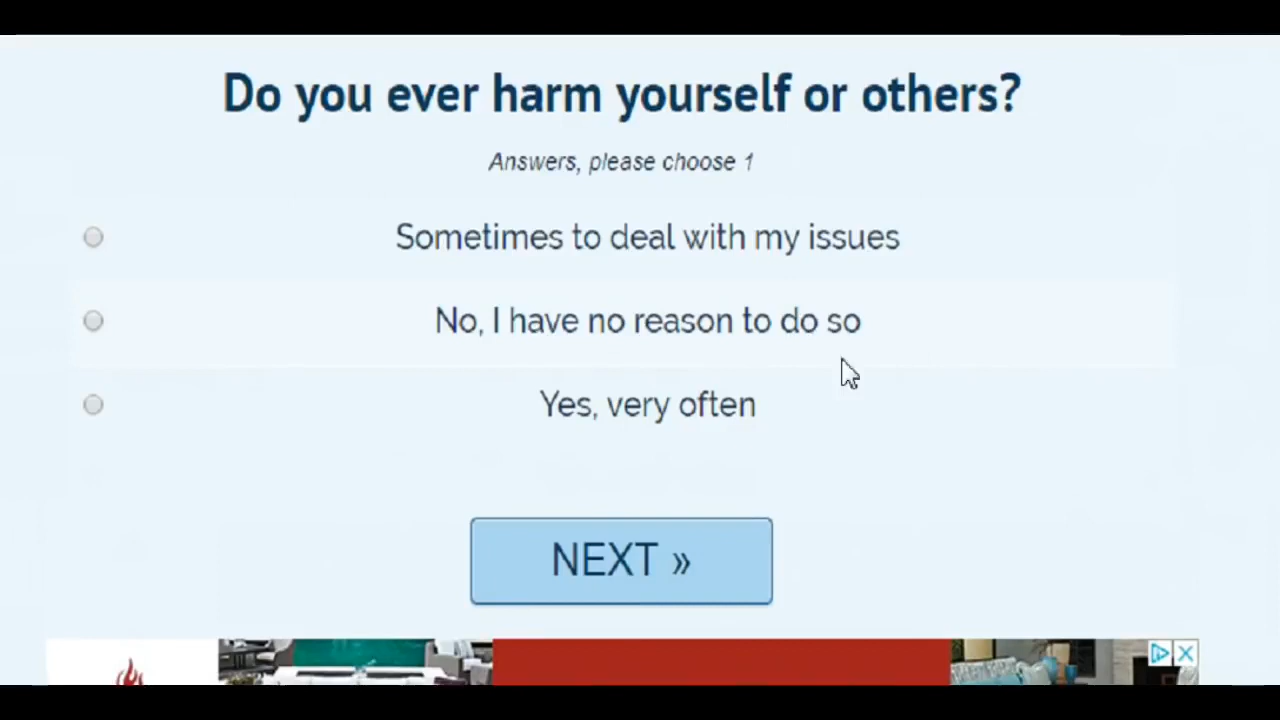 Do you ever harm yourself or others?
Answers, please choose 1
Sometimes to deal with my issues
No, I have no reason to do so
Yes, very often
NEXT »